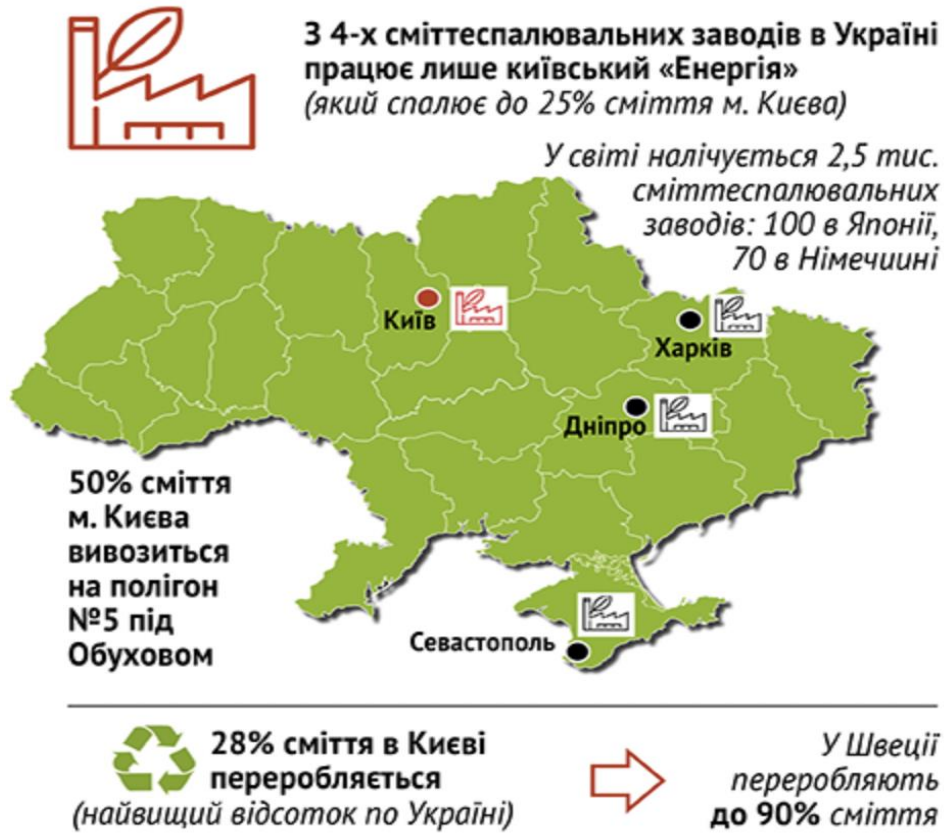 З 4-х сміттєспалювальних заводів в Україні
працює лише київський «Енергія»
(який спалює до 25% сміття м. Києва)
У світі налічується 2,5 тис.
сміттєспалювальних
заводів: 100 в Японії,
70 в Німеччині
Київ
Харків
Дніпро
50% сміття
м. Києва
вивозиться
на полігон
№5 під
Обуховом
Севастополь
28% сміття в Києві
переробляється
(найвищий відсоток по Україні)
У Швеції
переробляють
до 90% сміття